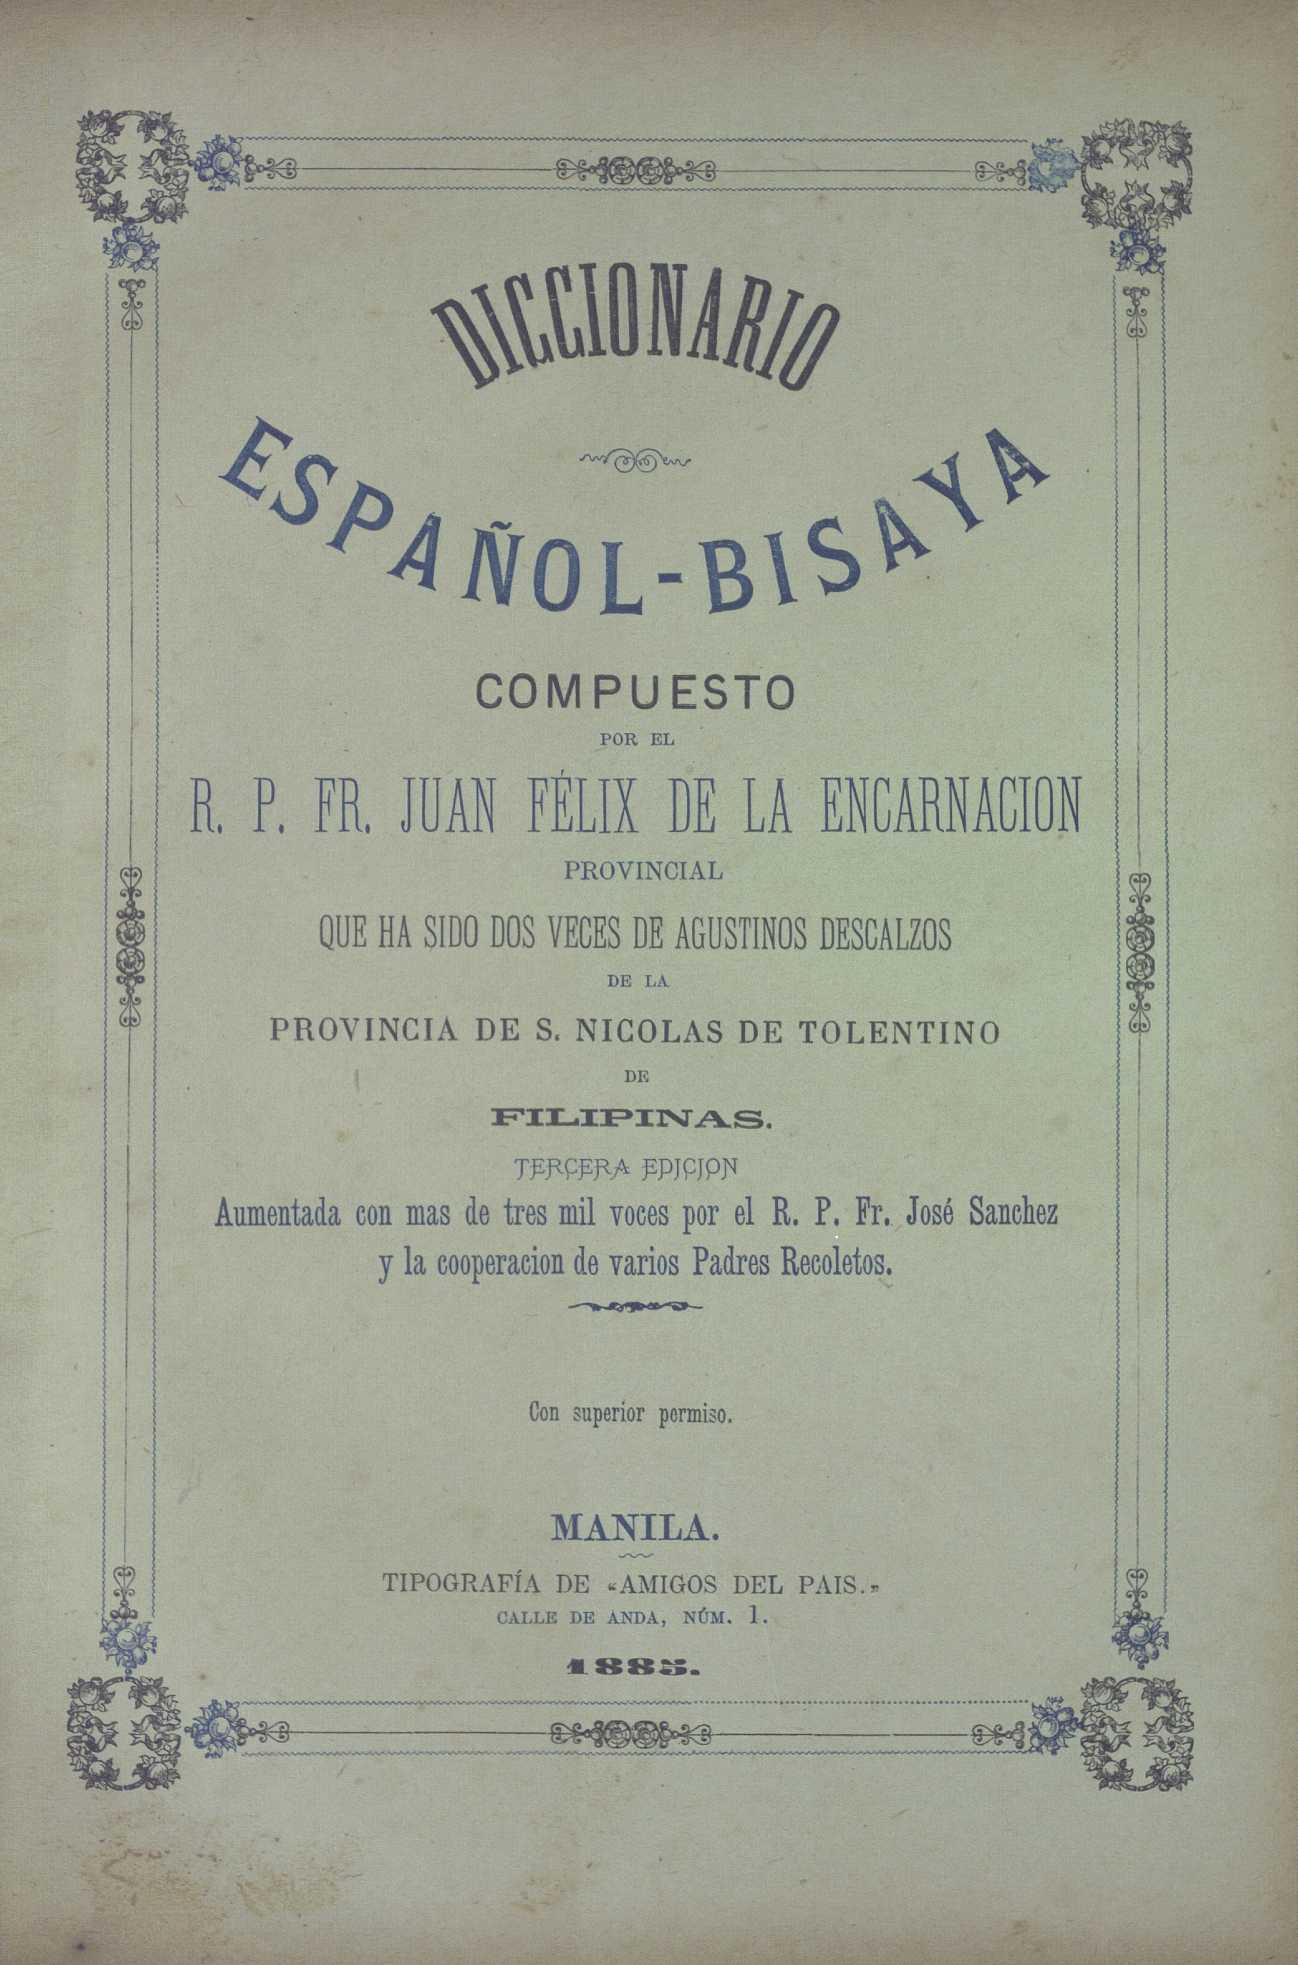 DICCIONARIO
ESPAÑOL-BISAYA
COMPUESTO
POR EL
R. P. FR. JUAN FÉLIX DE LA ENCARNACION
PROVINCIAL
QUE HA SIDO DOS VECES DE AGUSTINOS DESCALZOS
DE LA
PROVINCIA DE S. NICOLAS DE TOLENTINO
DE
FILIPINAS.
TERCERA EDICION
Aumentada con mas de tres mil voces por el R. P. Fr. José Sanchez
y la cooperacion de varios Padres Recoletos.
Con superior permiso.
MANILA.
TIPOGRAFÍA DE «AMIGOS DEL PAIS.»
CALLE DE ANDA, NÚM. 1.
1885.